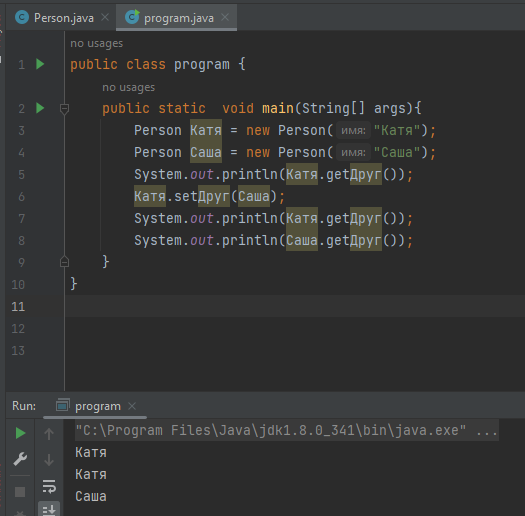 Person.java program.java
no usages
1 public class program {
no usages
2 public static  void main(String[] args){
3 Person Катя = new Person( имя: "Катя");
4 Person Саша = new Person( имя: "Саша");
5 System.out.println(Катя.getДруг());
6 Катя.setДруг(Саша);
7 System.out.println(Катя.getДруг());
8 System.out.println(Саша.getДруг());
9 }
10 }
11
12
13
Run: program
"C:\Program Files\Java\jdk1.8.0_341\bin\java.exe" ...
Катя
Катя
Саша